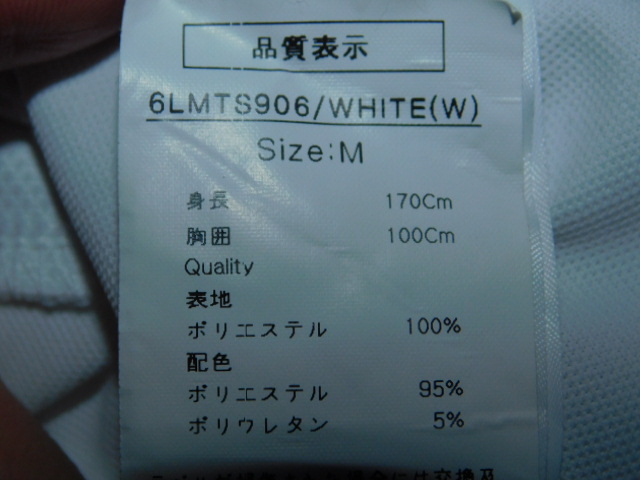 品質表示
6LMTS906/WHITE(W)
Size:M
身長 170Cm
胸囲 100Cm
Quality
表地
ポリエステル 100%
配色
ポリエステル 95%
ポリウレタン 5%